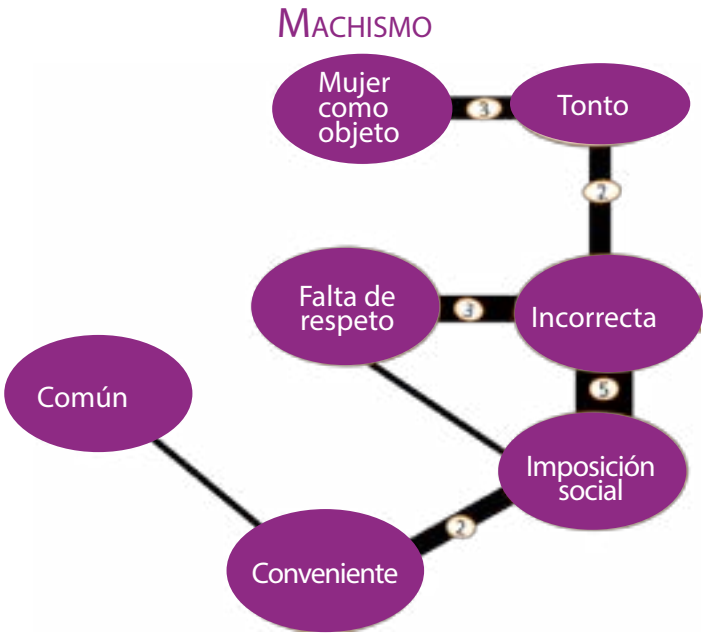 MACHISMO
Mujer
como
objeto
3
Tonto
2
Falta de
respeto
3
Incorrecta
5
Común
Imposición
social
2
Conveniente